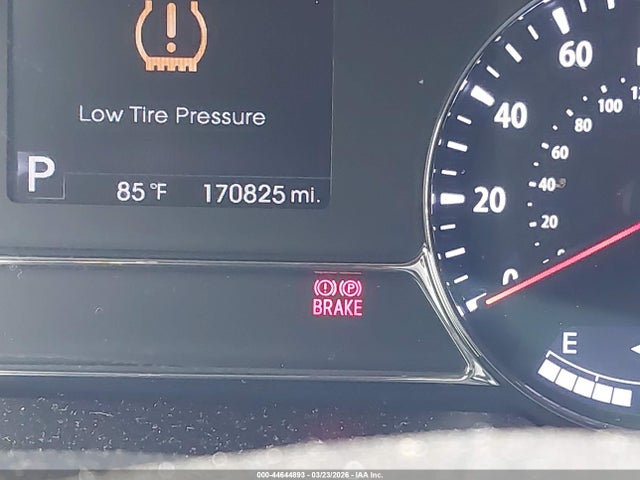 Low Tire Pressure
P
85°F 170825 mi.
60
40
20
0
100
80
60
40
20
(!) (P)
BRAKE
E
000-44644893 - 03/23/2026 - IAA Inc.